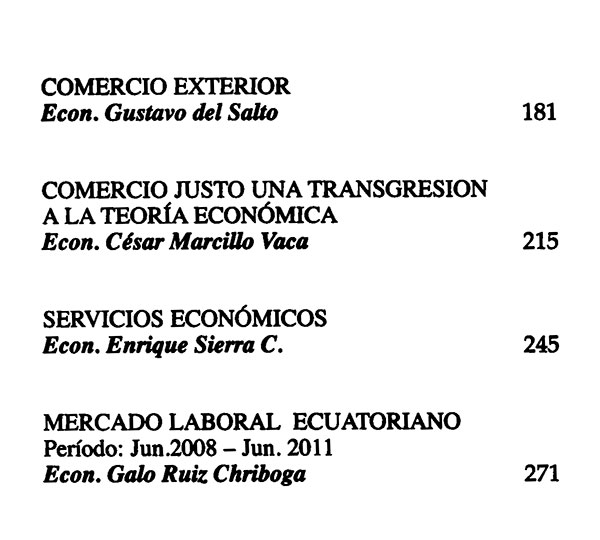 COMERCIO EXTERIOR
Econ. Gustavo del Salto 181
COMERCIO JUSTO UNA TRANSGRESION
A LA TEORÍA ECONÓMICA
Econ. César Marcillo Vaca 215
SERVICIOS ECONÓMICOS
Econ. Enrique Sierra C. 245
MERCADO LABORAL ECUATORIANO
Período: Jun.2008 – Jun. 2011
Econ. Galo Ruiz Chriboga 271